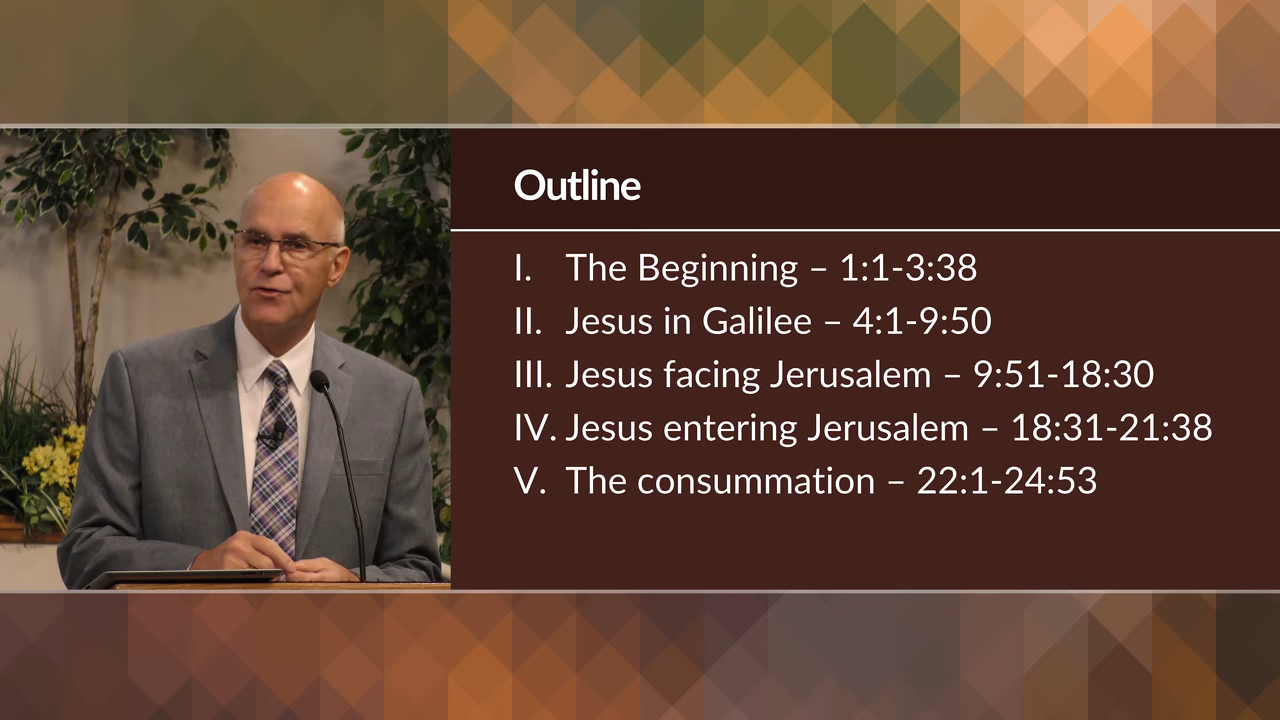 Outline
I. The Beginning – 1:1-3:38
II. Jesus in Galilee – 4:1-9:50
III. Jesus facing Jerusalem – 9:51-18:30
IV. Jesus entering Jerusalem – 18:31-21:38
V. The consummation – 22:1-24:53